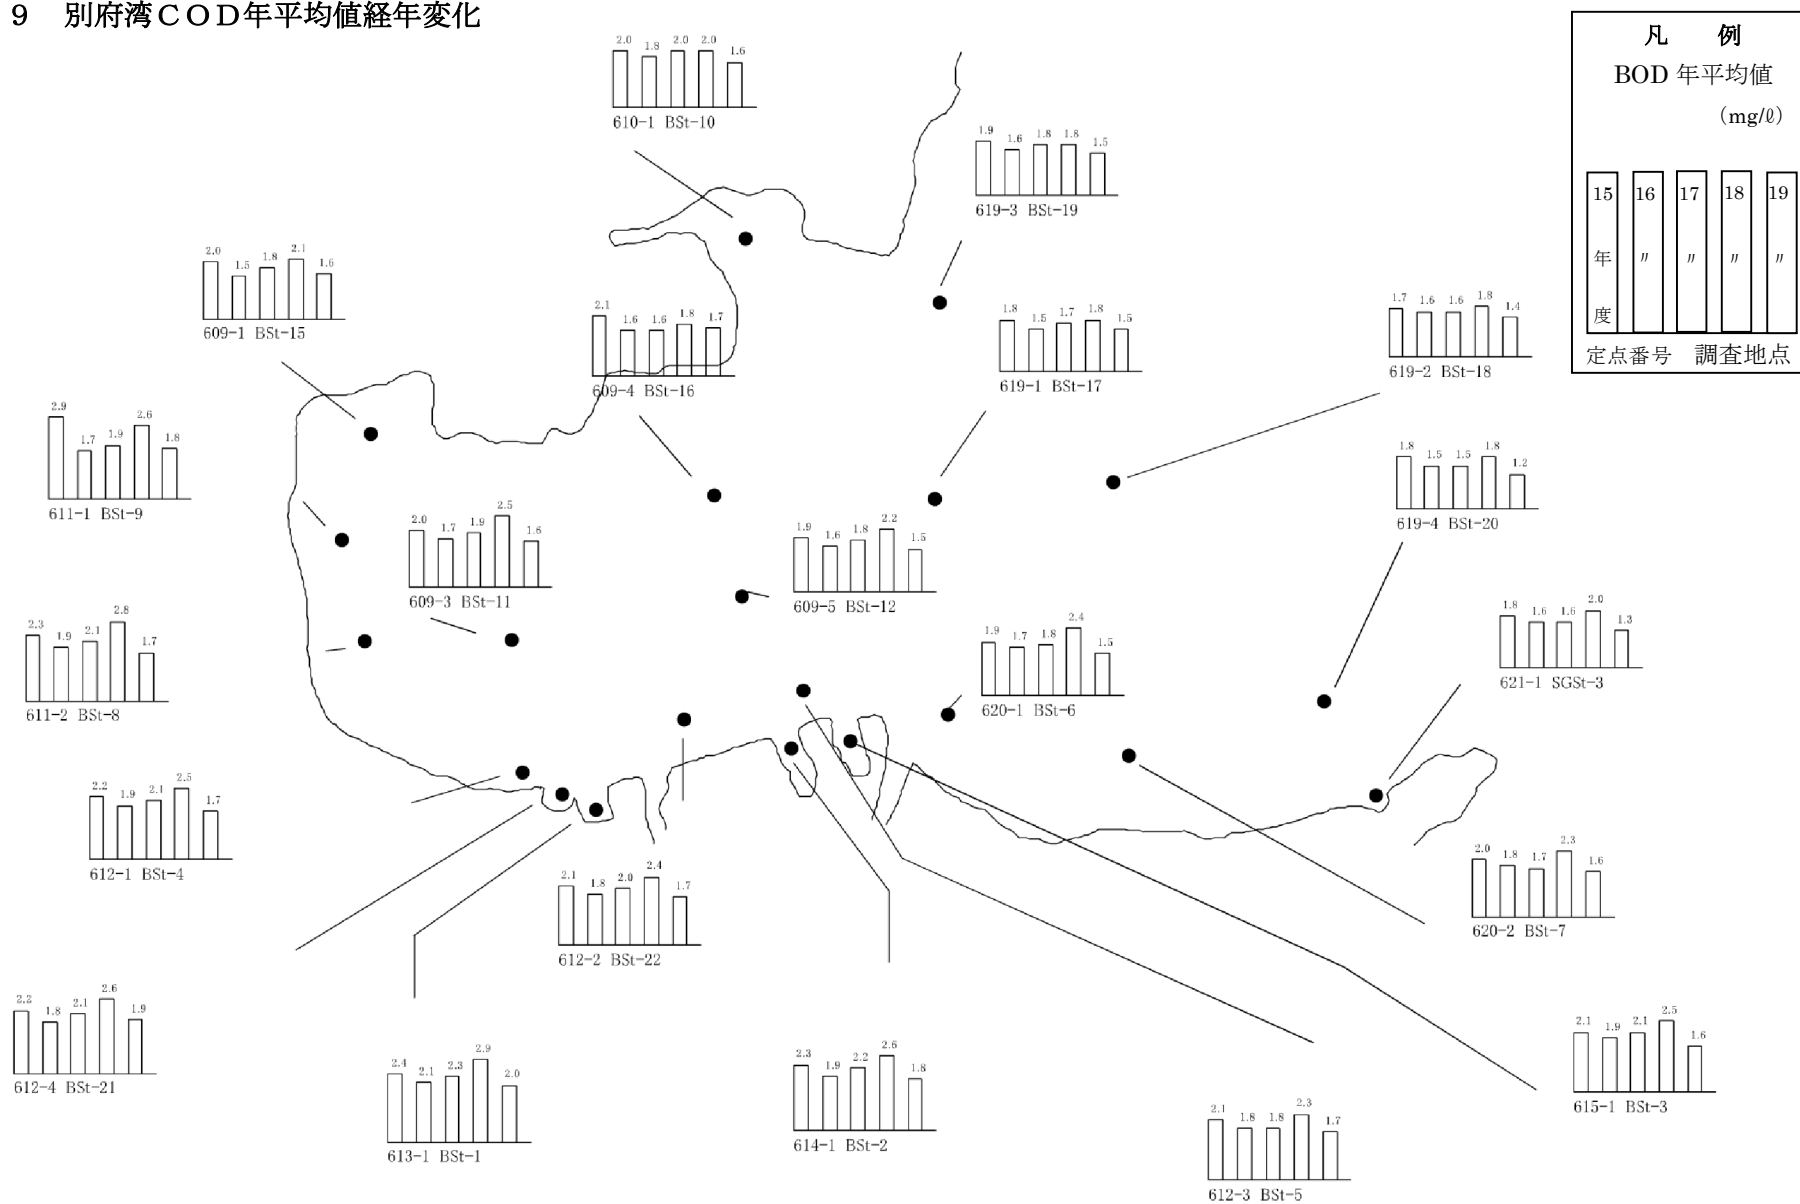 9 別府湾ＣＯＤ年平均値経年変化
凡 例
BOD 年平均値
(mg/ℓ)
15 16 17 18 19
年 〃 〃 〃 〃
度
定点番号 調査地点
2.0 1.8 2.0 2.0 1.6
610-1 BSt-10
1.9 1.6 1.8 1.8 1.5
619-3 BSt-19
2.0 1.5 1.8 2.1 1.6
609-1 BSt-15
2.1 1.6 1.6 1.8 1.7
609-4 BSt-16
1.8 1.5 1.7 1.8 1.5
619-1 BSt-17
1.7 1.6 1.6 1.8 1.4
619-2 BSt-18
2.9 1.7 1.9 2.6 1.8
611-1 BSt-9
2.0 1.7 1.9 2.5 1.6
609-3 BSt-11
1.9 1.6 1.8 2.2 1.5
609-5 BSt-12
1.8 1.5 1.5 1.8 1.2
619-4 BSt-20
2.3 1.9 2.1 2.8 1.7
611-2 BSt-8
1.9 1.7 1.8 2.4 1.5
620-1 BSt-6
1.8 1.6 1.6 2.0 1.3
621-1 SGSt-3
2.2 1.9 2.1 2.5 1.7
612-1 BSt-4
2.1 1.8 2.0 2.4 1.7
612-2 BSt-22
2.0 1.8 1.7 2.3 1.6
620-2 BSt-7
2.2 1.8 2.1 2.6 1.9
612-4 BSt-21
2.4 2.1 2.3 2.9 2.0
613-1 BSt-1
2.3 1.9 2.2 2.6 1.8
614-1 BSt-2
2.1 1.9 2.1 2.5 1.6
615-1 BSt-3
2.1 1.8 1.8 2.3 1.7
612-3 BSt-5